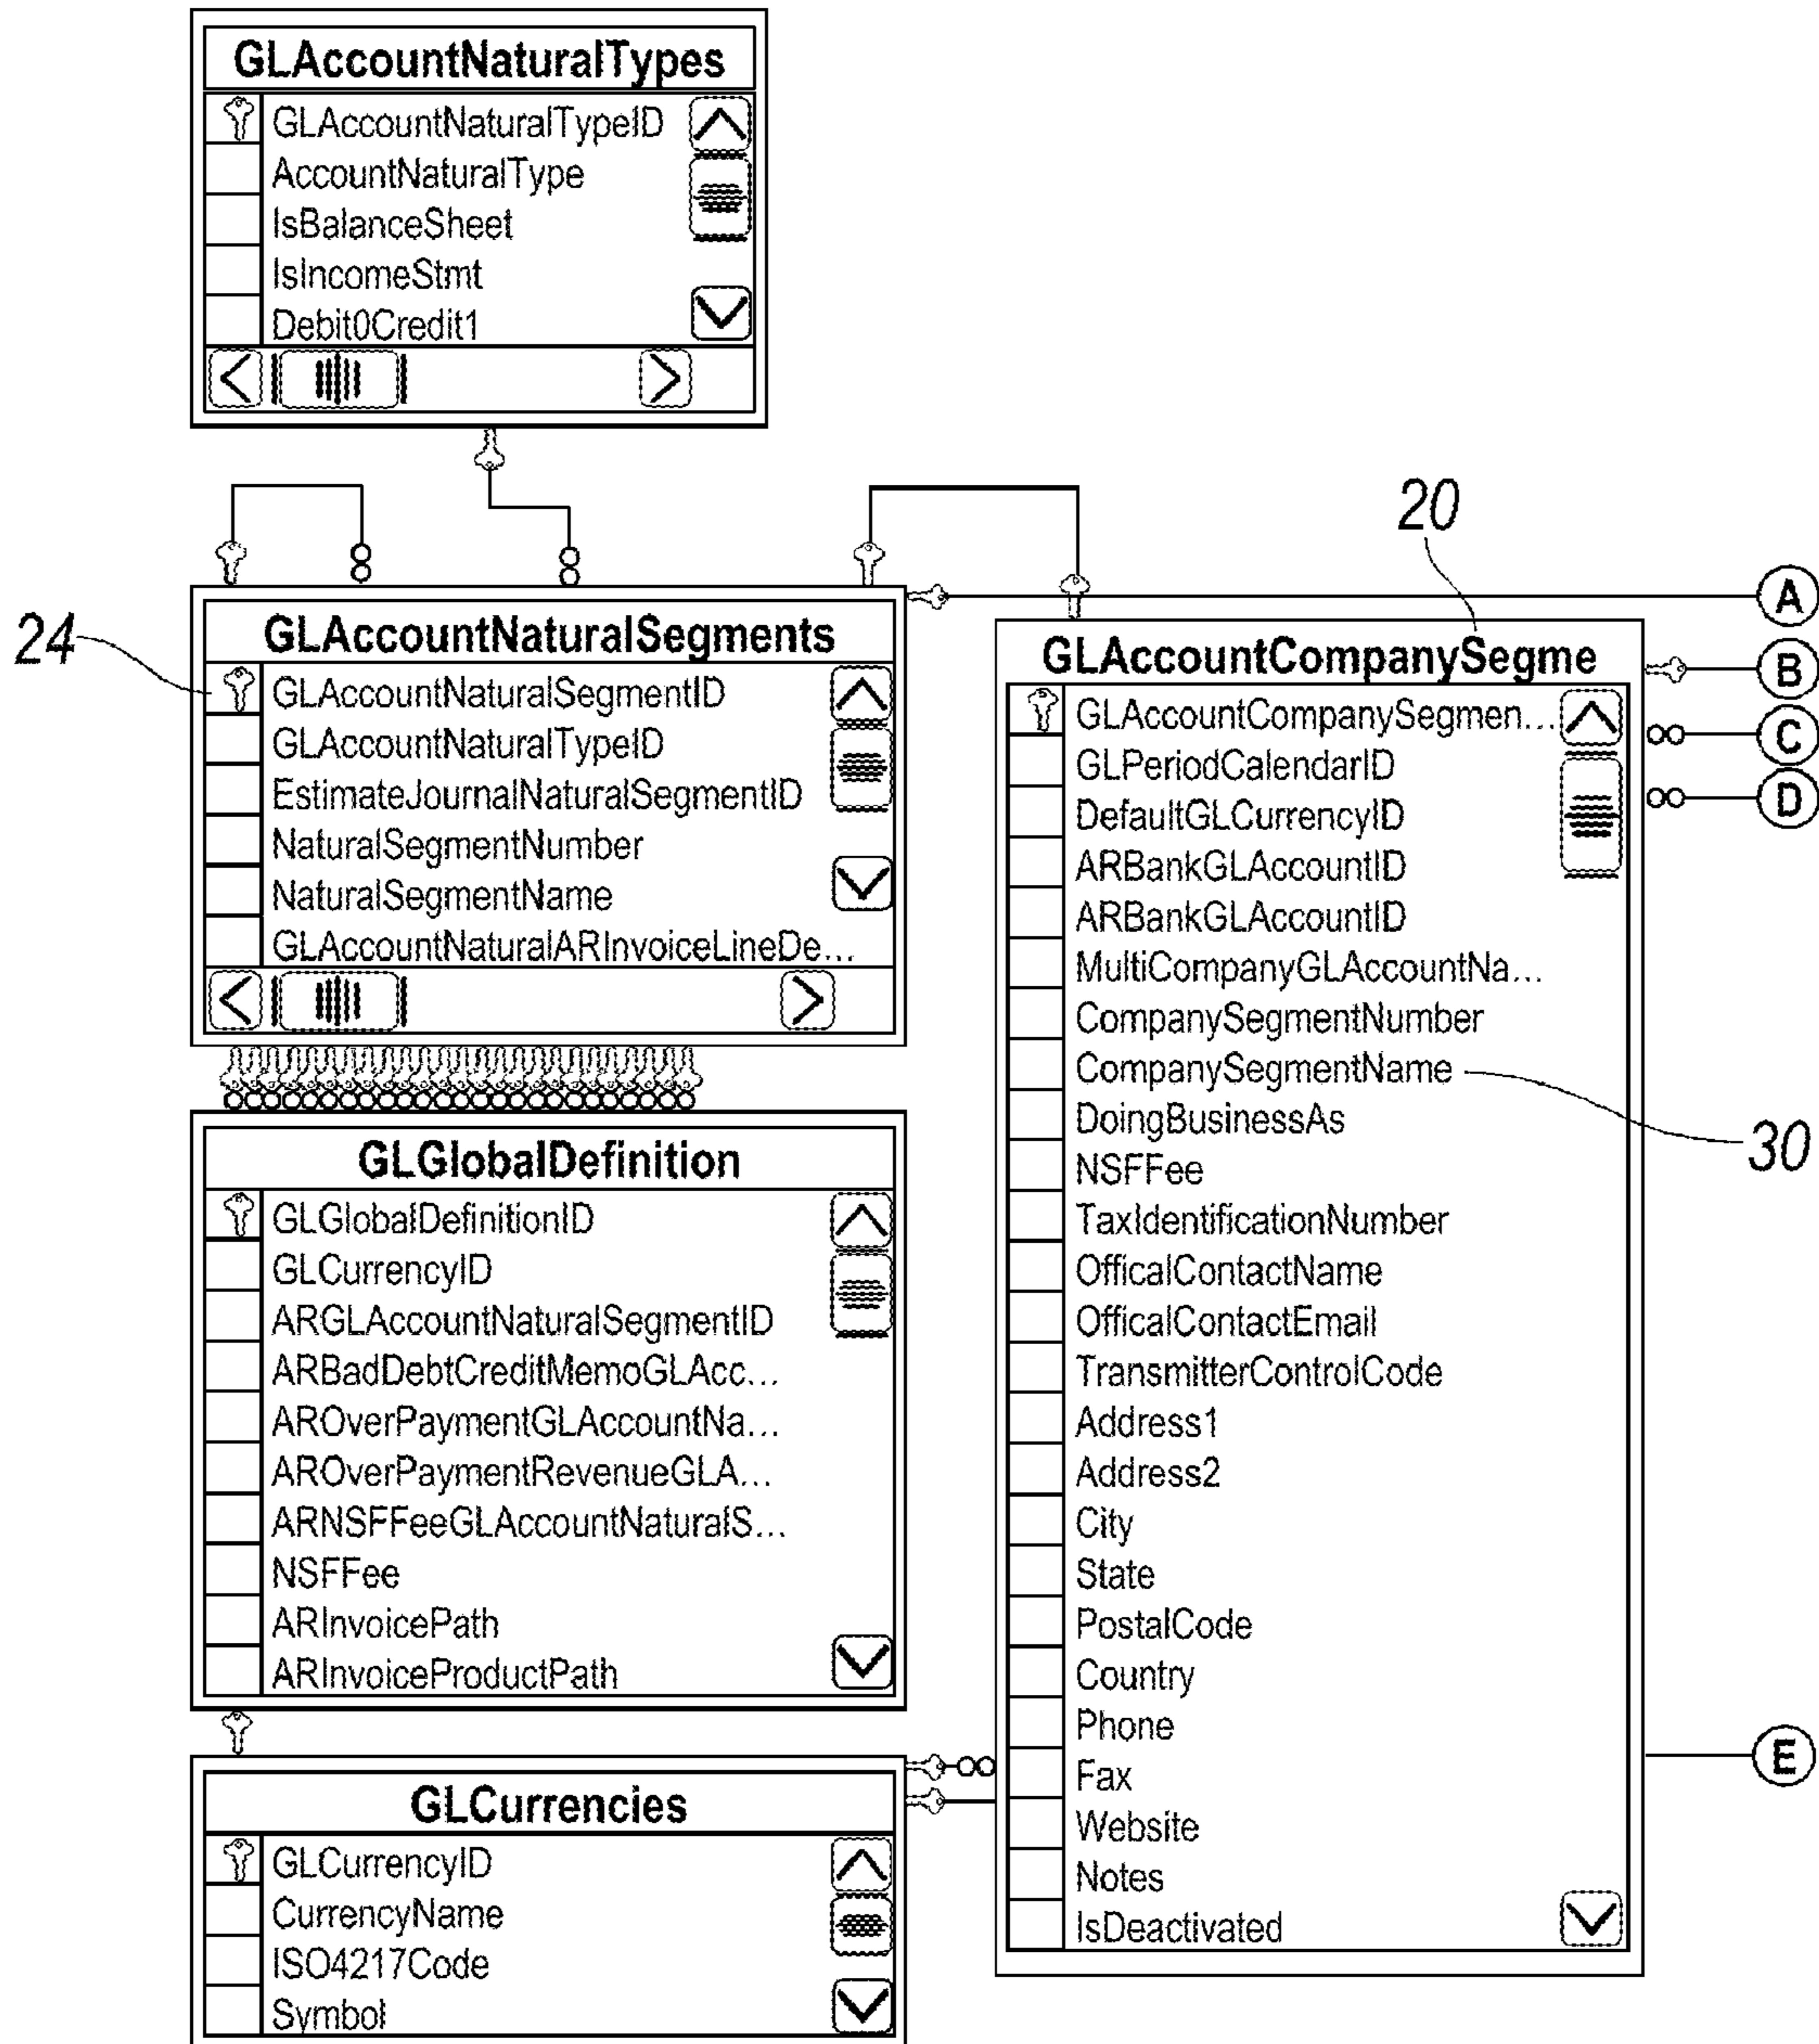 GLAccountNaturalTypes
GLAccountNaturalTypeID
AccountNaturalType
IsBalanceSheet
IsIncomeStmt
Debit0Credit1
24
GLAccountNaturalSegments
GLAccountNaturalSegmentID
GLAccountNaturalTypeID
EstimateJournalNaturalSegmentID
NaturalSegmentNumber
NaturalSegmentName
GLAccountNaturalARInvoiceLineDe...
GLGlobalDefinition
GLGlobalDefinitionID
GLCurrencyID
ARGLAccountNaturalSegmentID
ARBadDebtCreditMemoGLAcc...
AROverPaymentGLAccountNa...
AROverPaymentRevenueGLA...
ARNSFFeeGLAccountNaturalS...
NSFFee
ARInvoicePath
ARInvoiceProductPath
GLCurrencies
GLCurrencyID
CurrencyName
ISO4217Code
Symbol
20
GLAccountCompanySegme
GLAccountCompanySegmen...
GLPeriodCalendarID
DefaultGLCurrencyID
ARBankGLAccountID
ARBankGLAccountID
MultiCompanyGLAccountNa...
CompanySegmentNumber
CompanySegmentName
DoingBusinessAs
NSFFee
TaxIdentificationNumber
OfficalContactName
OfficalContactEmail
TransmitterControlCode
Address1
Address2
City
State
PostalCode
Country
Phone
Fax
Website
Notes
IsDeactivated
30
A
B
C
D
E